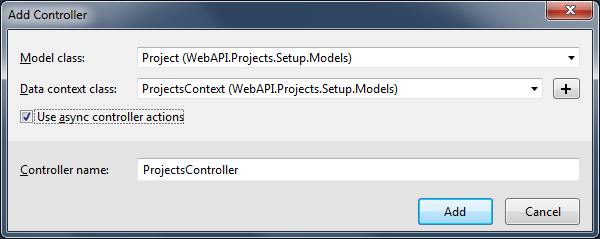 Add Controller
Model class: Project (WebAPI.Projects.Setup.Models)
Data context class: ProjectsContext (WebAPI.Projects.Setup.Models) +
Use async controller actions
Controller name: ProjectsController
Add Cancel